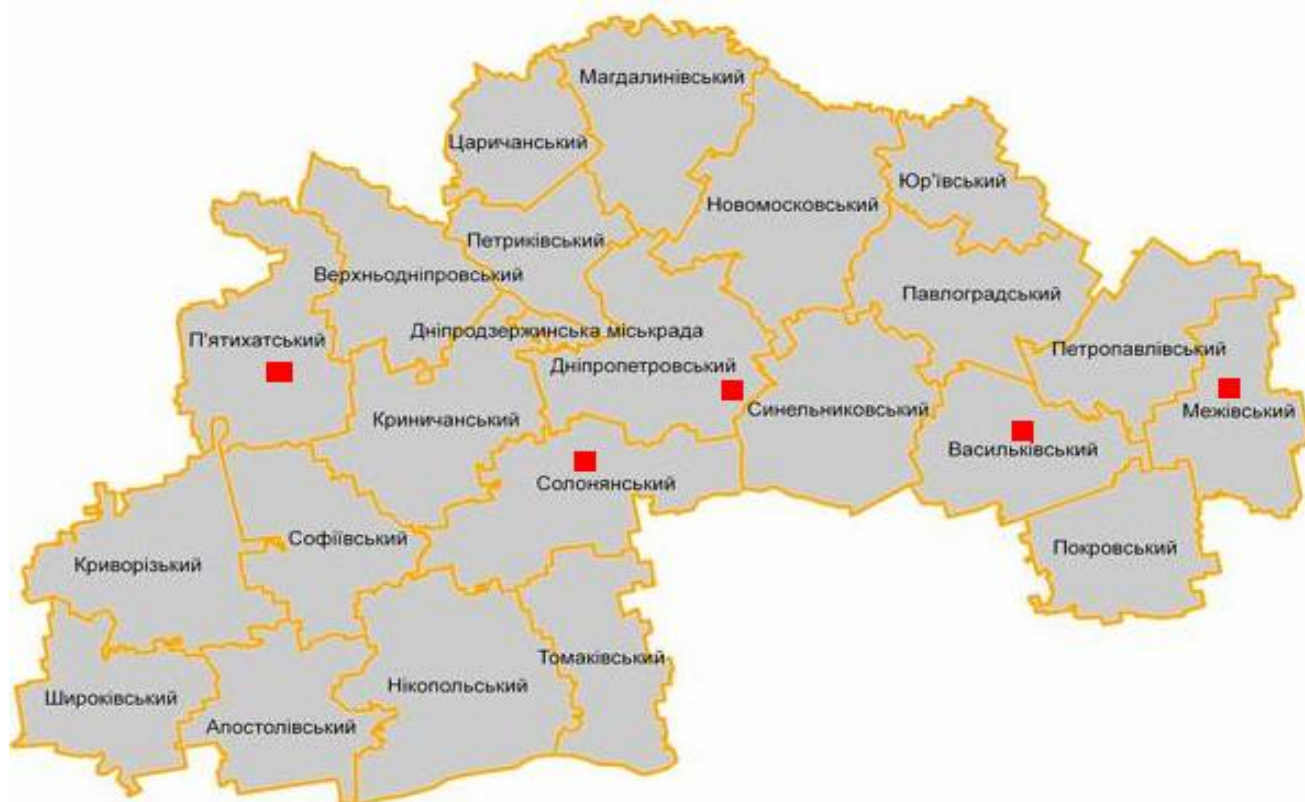 Магдалинівський
Царичанський
Юр'ївський
Новомосковський
Петриківський
Верхньодніпровський
Павлоградський
Дніпродзержинська міськрада
П'ятихатський
Петропавлівський
Дніпропетровський
Синельниковський
Межівський
Криничанський
Васильківський
Солонянський
Софіївський
Покровський
Криворізький
Томаківський
Нікопольський
Широківський
Апостолівський